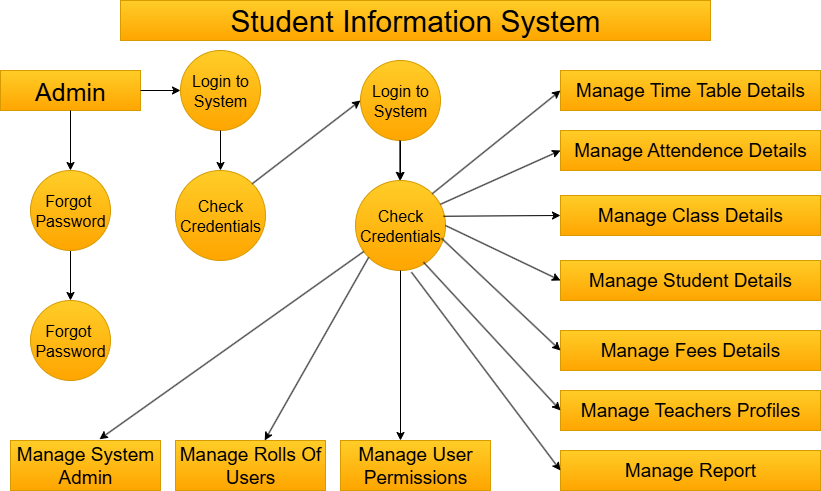 Student Information System
Admin
Login to
System
Login to
System
Forgot
Password
Check
Credentials
Check
Credentials
Forgot
Password
Manage Time Table Details
Manage Attendence Details
Manage Class Details
Manage Student Details
Manage Fees Details
Manage Teachers Profiles
Manage Report
Manage System
Admin
Manage Rolls Of
Users
Manage User
Permissions